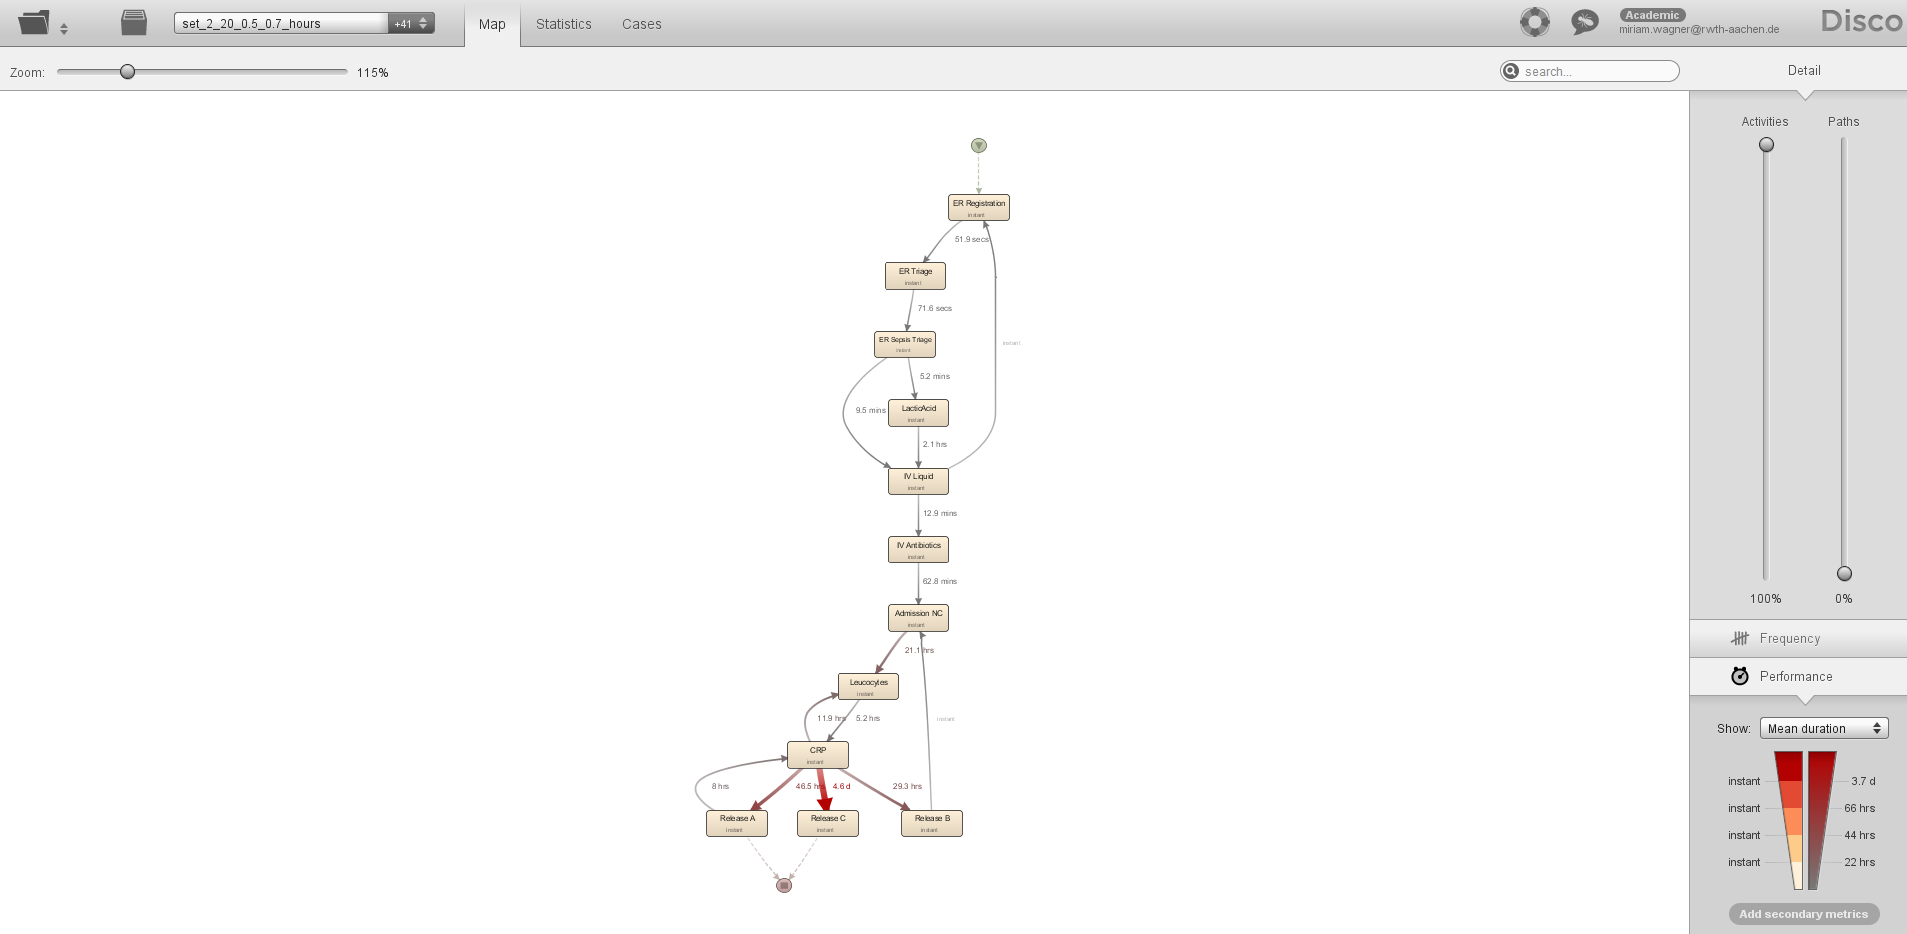 set_2_20_0.5_0.7_hours +41 Map Statistics Cases Academic Disco
miriam.wagner@rwth-aachen.de
Zoom: 115% search... Detail
Activities Paths
100% 0%
Frequency
Performance
Show: Mean duration
instant 3.7 d
instant 66 hrs
instant 44 hrs
instant 22 hrs
Add secondary metrics
ER Registration
instant
51.9 secs
ER Triage
instant
71.6 secs
ER Sepsis Triage
instant
instant
5.2 mins
9.5 mins
LacticAcid
instant
2.1 hrs
IV Liquid
instant
12.9 mins
IV Antibiotics
instant
62.8 mins
Admission NC
instant
21.1 hrs
Leucocytes
instant
11.9 hrs 5.2 hrs instant
CRP
instant
8 hrs 46.5 hrs 4.6 d 29.3 hrs
Release A Release C Release B
instant instant instant